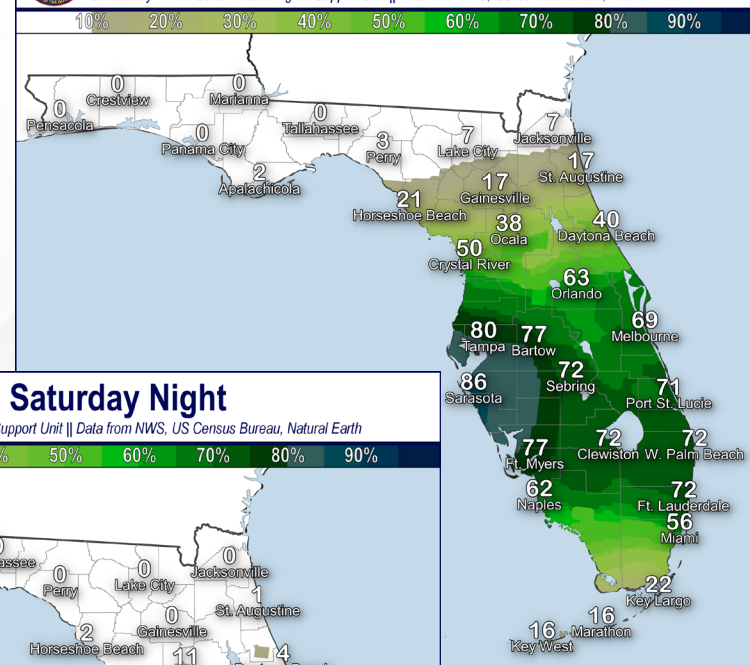 10% 20% 30% 40% 50% 60% 70% 80% 90%
0
Crestview
0
Marianna
0
Pensacola
0
Tallahassee
0
Panama City
3
Perry
7
Lake City
7
Jacksonville
2
Apalachicola
17
St. Augustine
17
Gainesville
21
Horseshoe Beach
38
Ocala
40
Daytona Beach
50
Crystal River
63
Orlando
69
Melbourne
80
Tampa
77
Bartow
72
Sebring
86
Sarasota
71
Port St. Lucie
77
Ft. Myers
72
Clewiston
72
W. Palm Beach
62
Naples
72
Ft. Lauderdale
56
Miami
22
Key Largo
16
Marathon
16
Key West
Saturday Night
upport Unit || Data from NWS, US Census Bureau, Natural Earth
% 50% 60% 70% 80% 90%
assee
0
Perry
0
Lake City
0
Jacksonville
1
St. Augustine
0
Gainesville
2
Horseshoe Beach
11
4